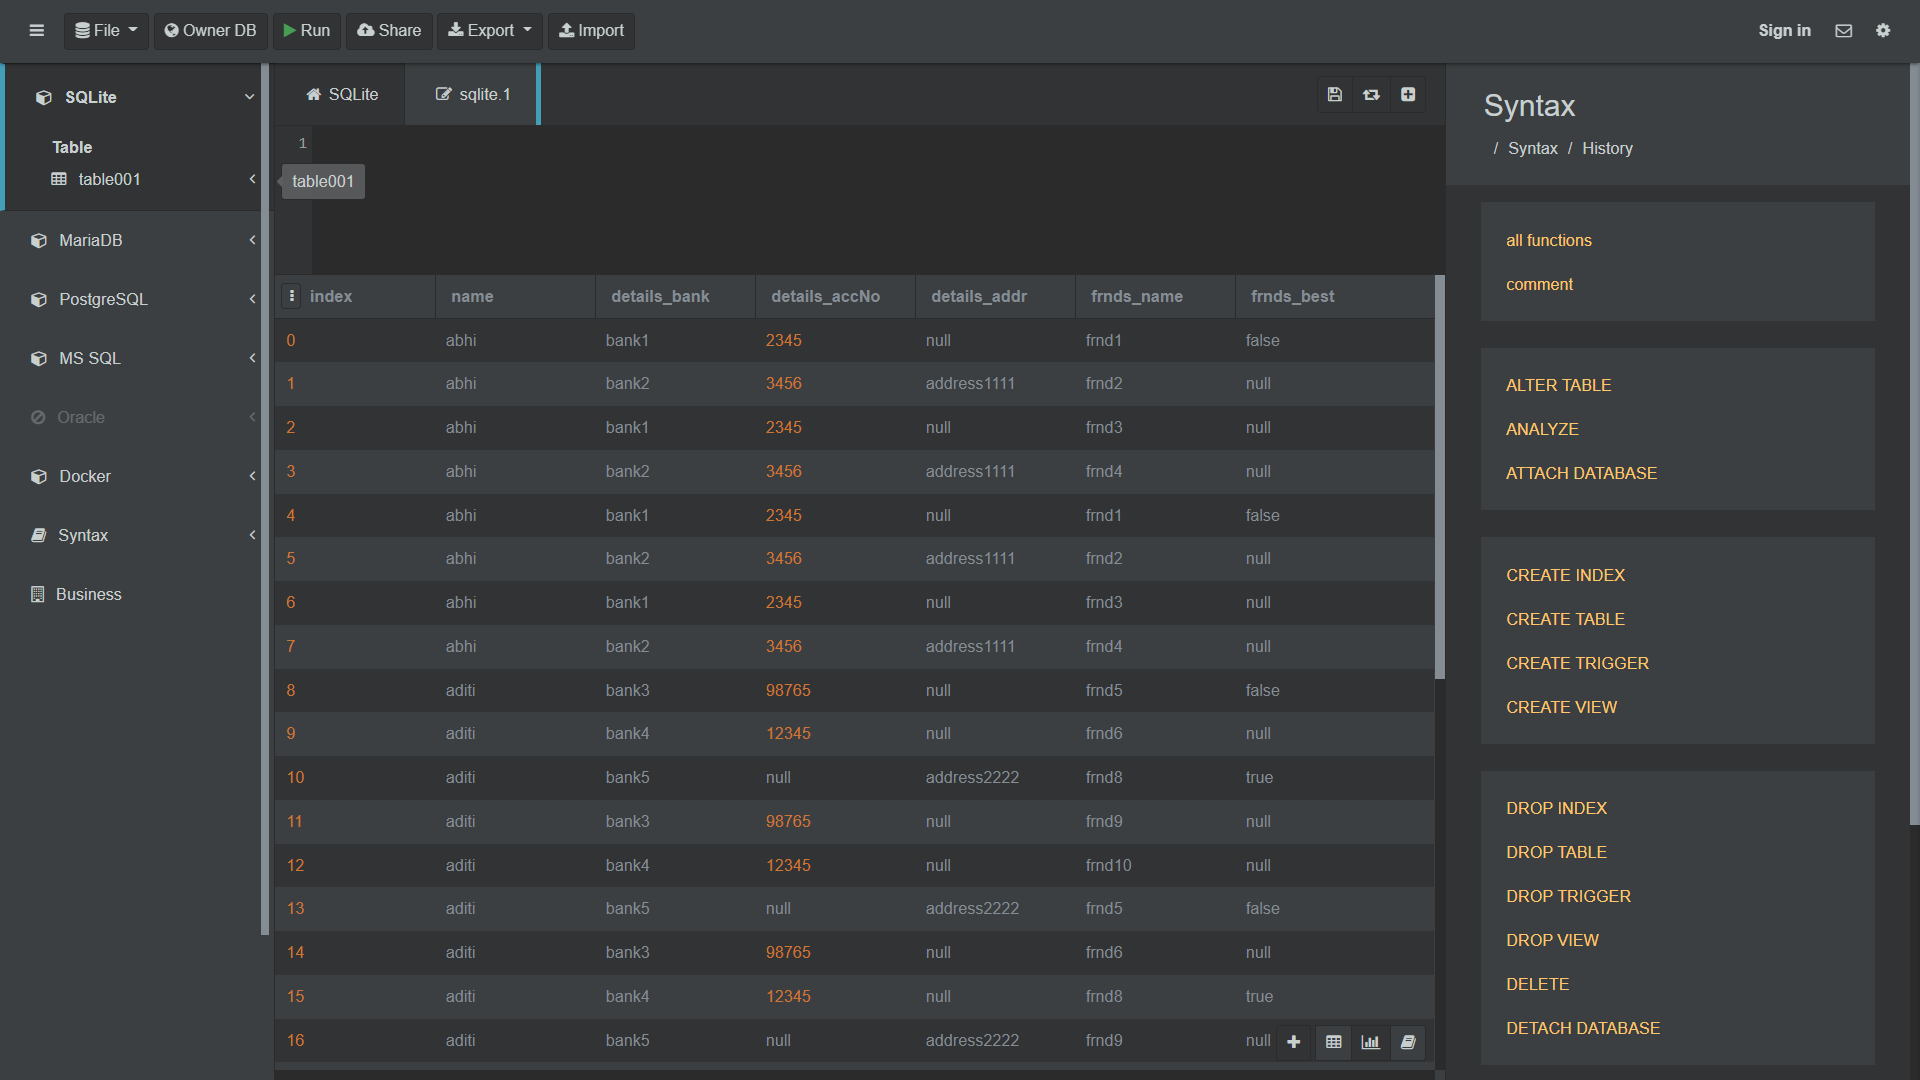 File Owner DB Run Share Export Import Sign in
SQLite
Table
table001
MariaDB
PostgreSQL
MS SQL
Oracle
Docker
Syntax
Business
SQLite sqlite.1
1
table001
index name details_bank details_accNo details_addr frnds_name frnds_best
0 abhi bank1 2345 null frnd1 false
1 abhi bank2 3456 address1111 frnd2 null
2 abhi bank1 2345 null frnd3 null
3 abhi bank2 3456 address1111 frnd4 null
4 abhi bank1 2345 null frnd1 false
5 abhi bank2 3456 address1111 frnd2 null
6 abhi bank1 2345 null frnd3 null
7 abhi bank2 3456 address1111 frnd4 null
8 aditi bank3 98765 null frnd5 false
9 aditi bank4 12345 null frnd6 null
10 aditi bank5 null address2222 frnd8 true
11 aditi bank3 98765 null frnd9 null
12 aditi bank4 12345 null frnd10 null
13 aditi bank5 null address2222 frnd5 false
14 aditi bank3 98765 null frnd6 null
15 aditi bank4 12345 null frnd8 true
16 aditi bank5 null address2222 frnd9 null
Syntax
/ Syntax / History
all functions
comment
ALTER TABLE
ANALYZE
ATTACH DATABASE
CREATE INDEX
CREATE TABLE
CREATE TRIGGER
CREATE VIEW
DROP INDEX
DROP TABLE
DROP TRIGGER
DROP VIEW
DELETE
DETACH DATABASE